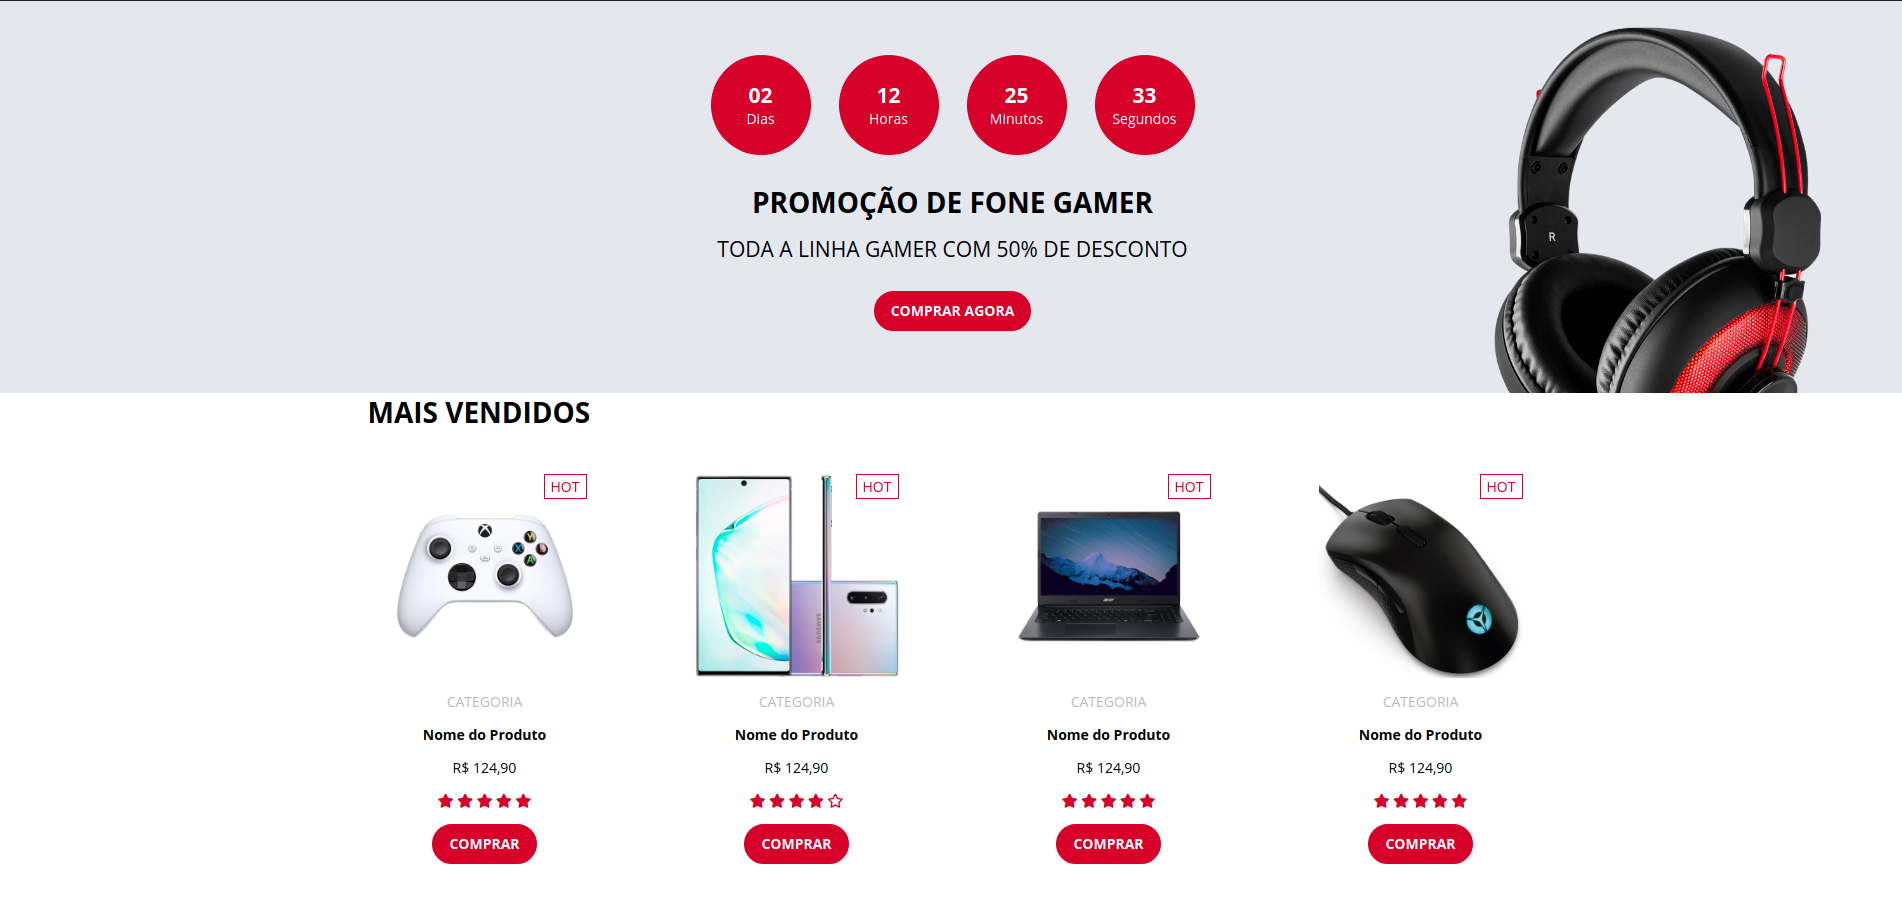 02
Dias
12
Horas
25
Minutos
33
Segundos
PROMOÇÃO DE FONE GAMER
TODA A LINHA GAMER COM 50% DE DESCONTO
COMPRAR AGORA
R
MAIS VENDIDOS
HOT
Y
X
A
CATEGORIA
Nome do Produto
R$ 124,90
COMPRAR
HOT
SAMSUNG
CATEGORIA
Nome do Produto
R$ 124,90
COMPRAR
HOT
acer
CATEGORIA
Nome do Produto
R$ 124,90
COMPRAR
HOT
CATEGORIA
Nome do Produto
R$ 124,90
COMPRAR